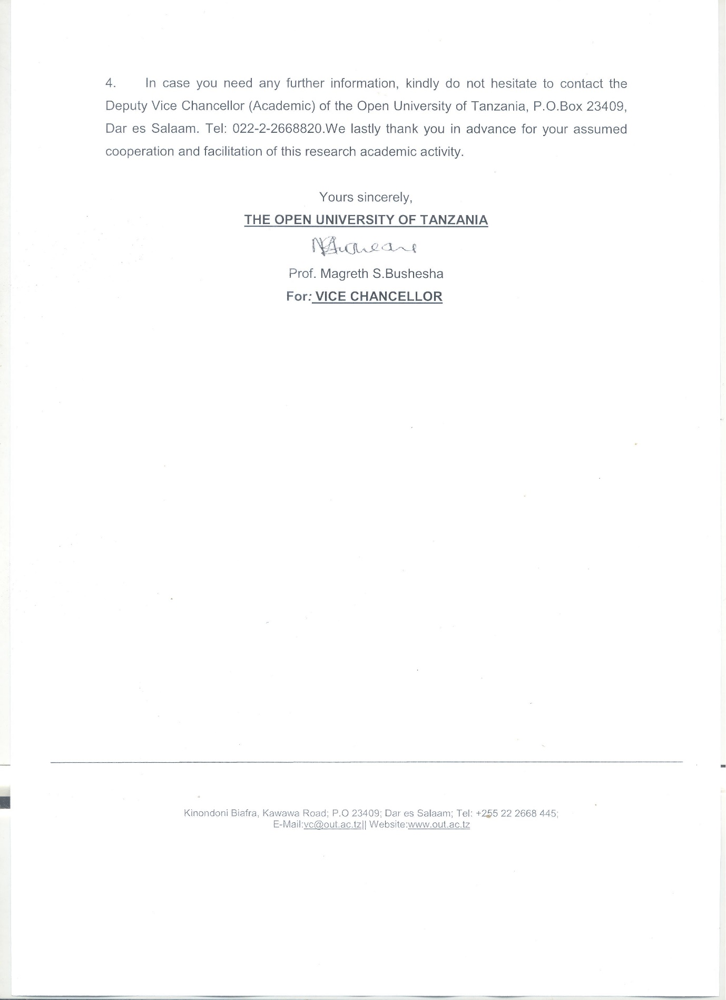 4. In case you need any further information, kindly do not hesitate to contact the
Deputy Vice Chancellor (Academic) of the Open University of Tanzania, P.O.Box 23409,
Dar es Salaam. Tel: 022-2-2668820.We lastly thank you in advance for your assumed
cooperation and facilitation of this research academic activity.
Yours sincerely,
THE OPEN UNIVERSITY OF TANZANIA
Prof. Magreth S.Bushesha
For: VICE CHANCELLOR
Kinondoni Biafra, Kawawa Road; P.O 23409; Dar es Salaam; Tel: +255 22 2668 445;
E-Mail:vc@out.ac.tz|| Website:www.out.ac.tz